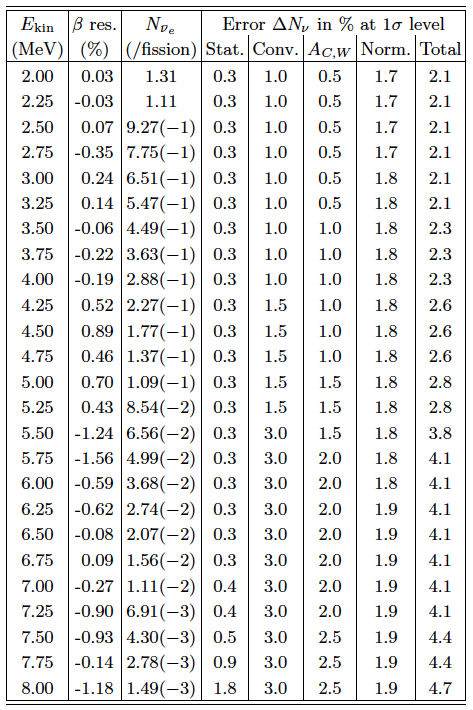 E_kin β res. N_ν̄e Error ΔN_ν in % at 1σ level
(MeV) (%) (/fission) Stat. Conv. A_C,W Norm. Total
2.00 0.03 1.31 0.3 1.0 0.5 1.7 2.1
2.25 -0.03 1.11 0.3 1.0 0.5 1.7 2.1
2.50 0.07 9.27(−1) 0.3 1.0 0.5 1.7 2.1
2.75 -0.35 7.75(−1) 0.3 1.0 0.5 1.7 2.1
3.00 0.24 6.51(−1) 0.3 1.0 0.5 1.8 2.1
3.25 0.14 5.47(−1) 0.3 1.0 0.5 1.8 2.1
3.50 -0.06 4.49(−1) 0.3 1.0 1.0 1.8 2.3
3.75 -0.22 3.63(−1) 0.3 1.0 1.0 1.8 2.3
4.00 -0.19 2.88(−1) 0.3 1.0 1.0 1.8 2.3
4.25 0.52 2.27(−1) 0.3 1.5 1.0 1.8 2.6
4.50 0.89 1.77(−1) 0.3 1.5 1.0 1.8 2.6
4.75 0.46 1.37(−1) 0.3 1.5 1.0 1.8 2.6
5.00 0.70 1.09(−1) 0.3 1.5 1.5 1.8 2.8
5.25 0.43 8.54(−2) 0.3 1.5 1.5 1.8 2.8
5.50 -1.24 6.56(−2) 0.3 3.0 1.5 1.8 3.8
5.75 -1.56 4.99(−2) 0.3 3.0 2.0 1.8 4.1
6.00 -0.59 3.68(−2) 0.3 3.0 2.0 1.8 4.1
6.25 -0.62 2.74(−2) 0.3 3.0 2.0 1.9 4.1
6.50 -0.08 2.07(−2) 0.3 3.0 2.0 1.9 4.1
6.75 0.09 1.56(−2) 0.3 3.0 2.0 1.9 4.1
7.00 -0.27 1.11(−2) 0.4 3.0 2.0 1.9 4.1
7.25 -0.90 6.91(−3) 0.4 3.0 2.0 1.9 4.1
7.50 -0.93 4.30(−3) 0.5 3.0 2.5 1.9 4.4
7.75 -0.14 2.78(−3) 0.9 3.0 2.5 1.9 4.4
8.00 -1.18 1.49(−3) 1.8 3.0 2.5 1.9 4.7